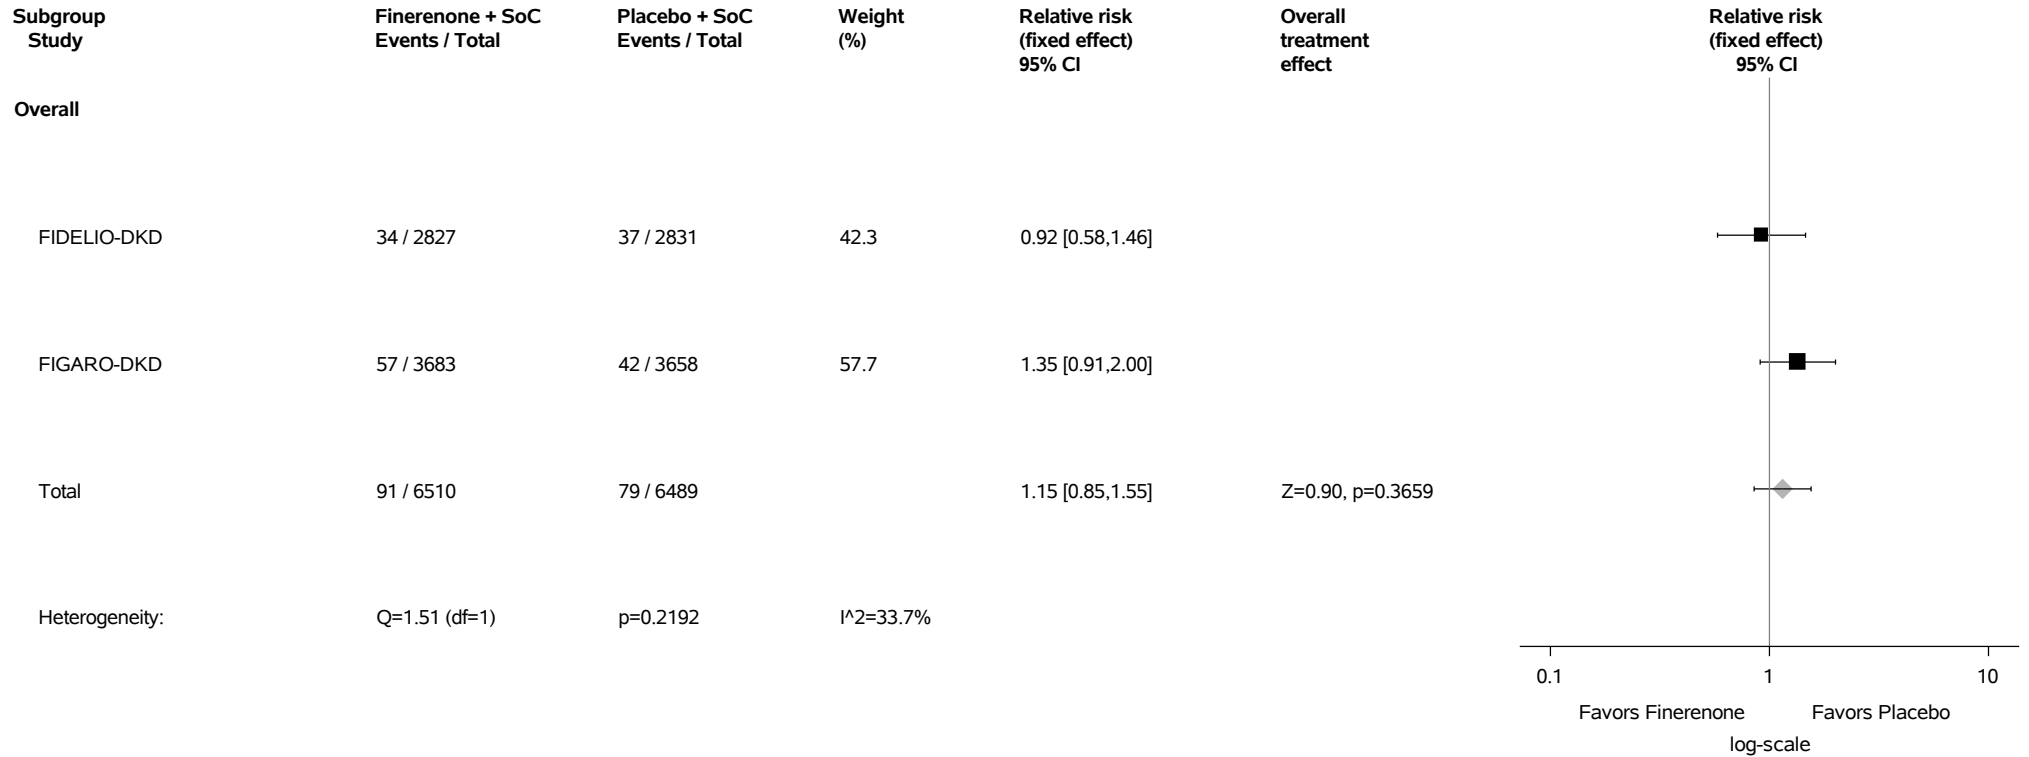 Subgroup Finerenone + SoC Placebo + SoC Weight Relative risk Overall Relative risk
Study Events / Total Events / Total (%) (fixed effect) treatment (fixed effect)
95% CI effect 95% CI
Overall
FIDELIO-DKD 34 / 2827 37 / 2831 42.3 0.92 [0.58,1.46]
FIGARO-DKD 57 / 3683 42 / 3658 57.7 1.35 [0.91,2.00]
Total 91 / 6510 79 / 6489 1.15 [0.85,1.55] Z=0.90, p=0.3659
Heterogeneity: Q=1.51 (df=1) p=0.2192 I^2=33.7%
0.1 1 10
Favors Finerenone Favors Placebo
log-scale